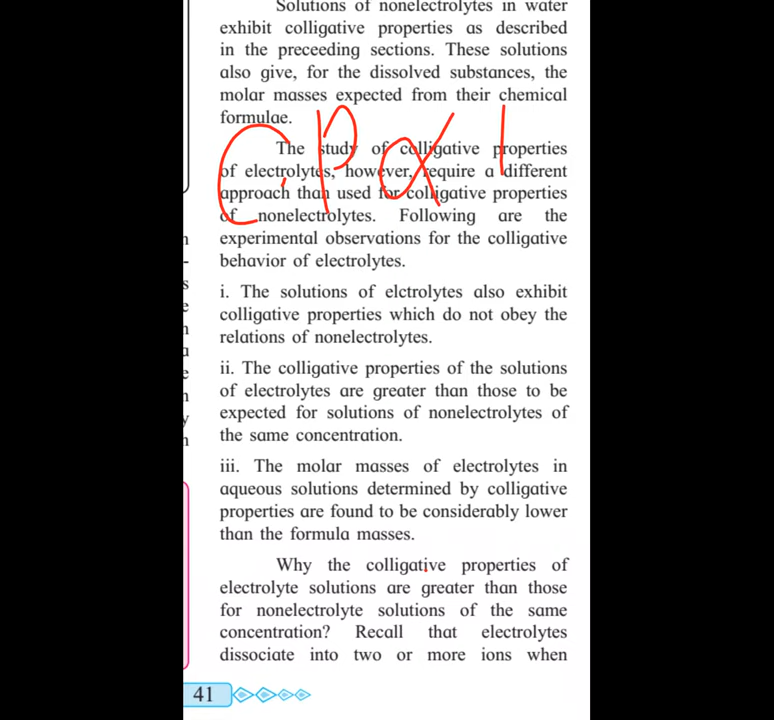 Solutions of nonelectrolytes in water
exhibit colligative properties as described
in the preceeding sections. These solutions
also give, for the dissolved substances, the
molar masses expected from their chemical
formulae.
The study of colligative properties
of electrolytes, however, require a different
approach than used for colligative properties
of nonelectrolytes. Following are the
experimental observations for the colligative
behavior of electrolytes.
i. The solutions of elctrolytes also exhibit
colligative properties which do not obey the
relations of nonelectrolytes.
ii. The colligative properties of the solutions
of electrolytes are greater than those to be
expected for solutions of nonelectrolytes of
the same concentration.
iii. The molar masses of electrolytes in
aqueous solutions determined by colligative
properties are found to be considerably lower
than the formula masses.
Why the colligative properties of
electrolyte solutions are greater than those
for nonelectrolyte solutions of the same
concentration? Recall that electrolytes
dissociate into two or more ions when
41